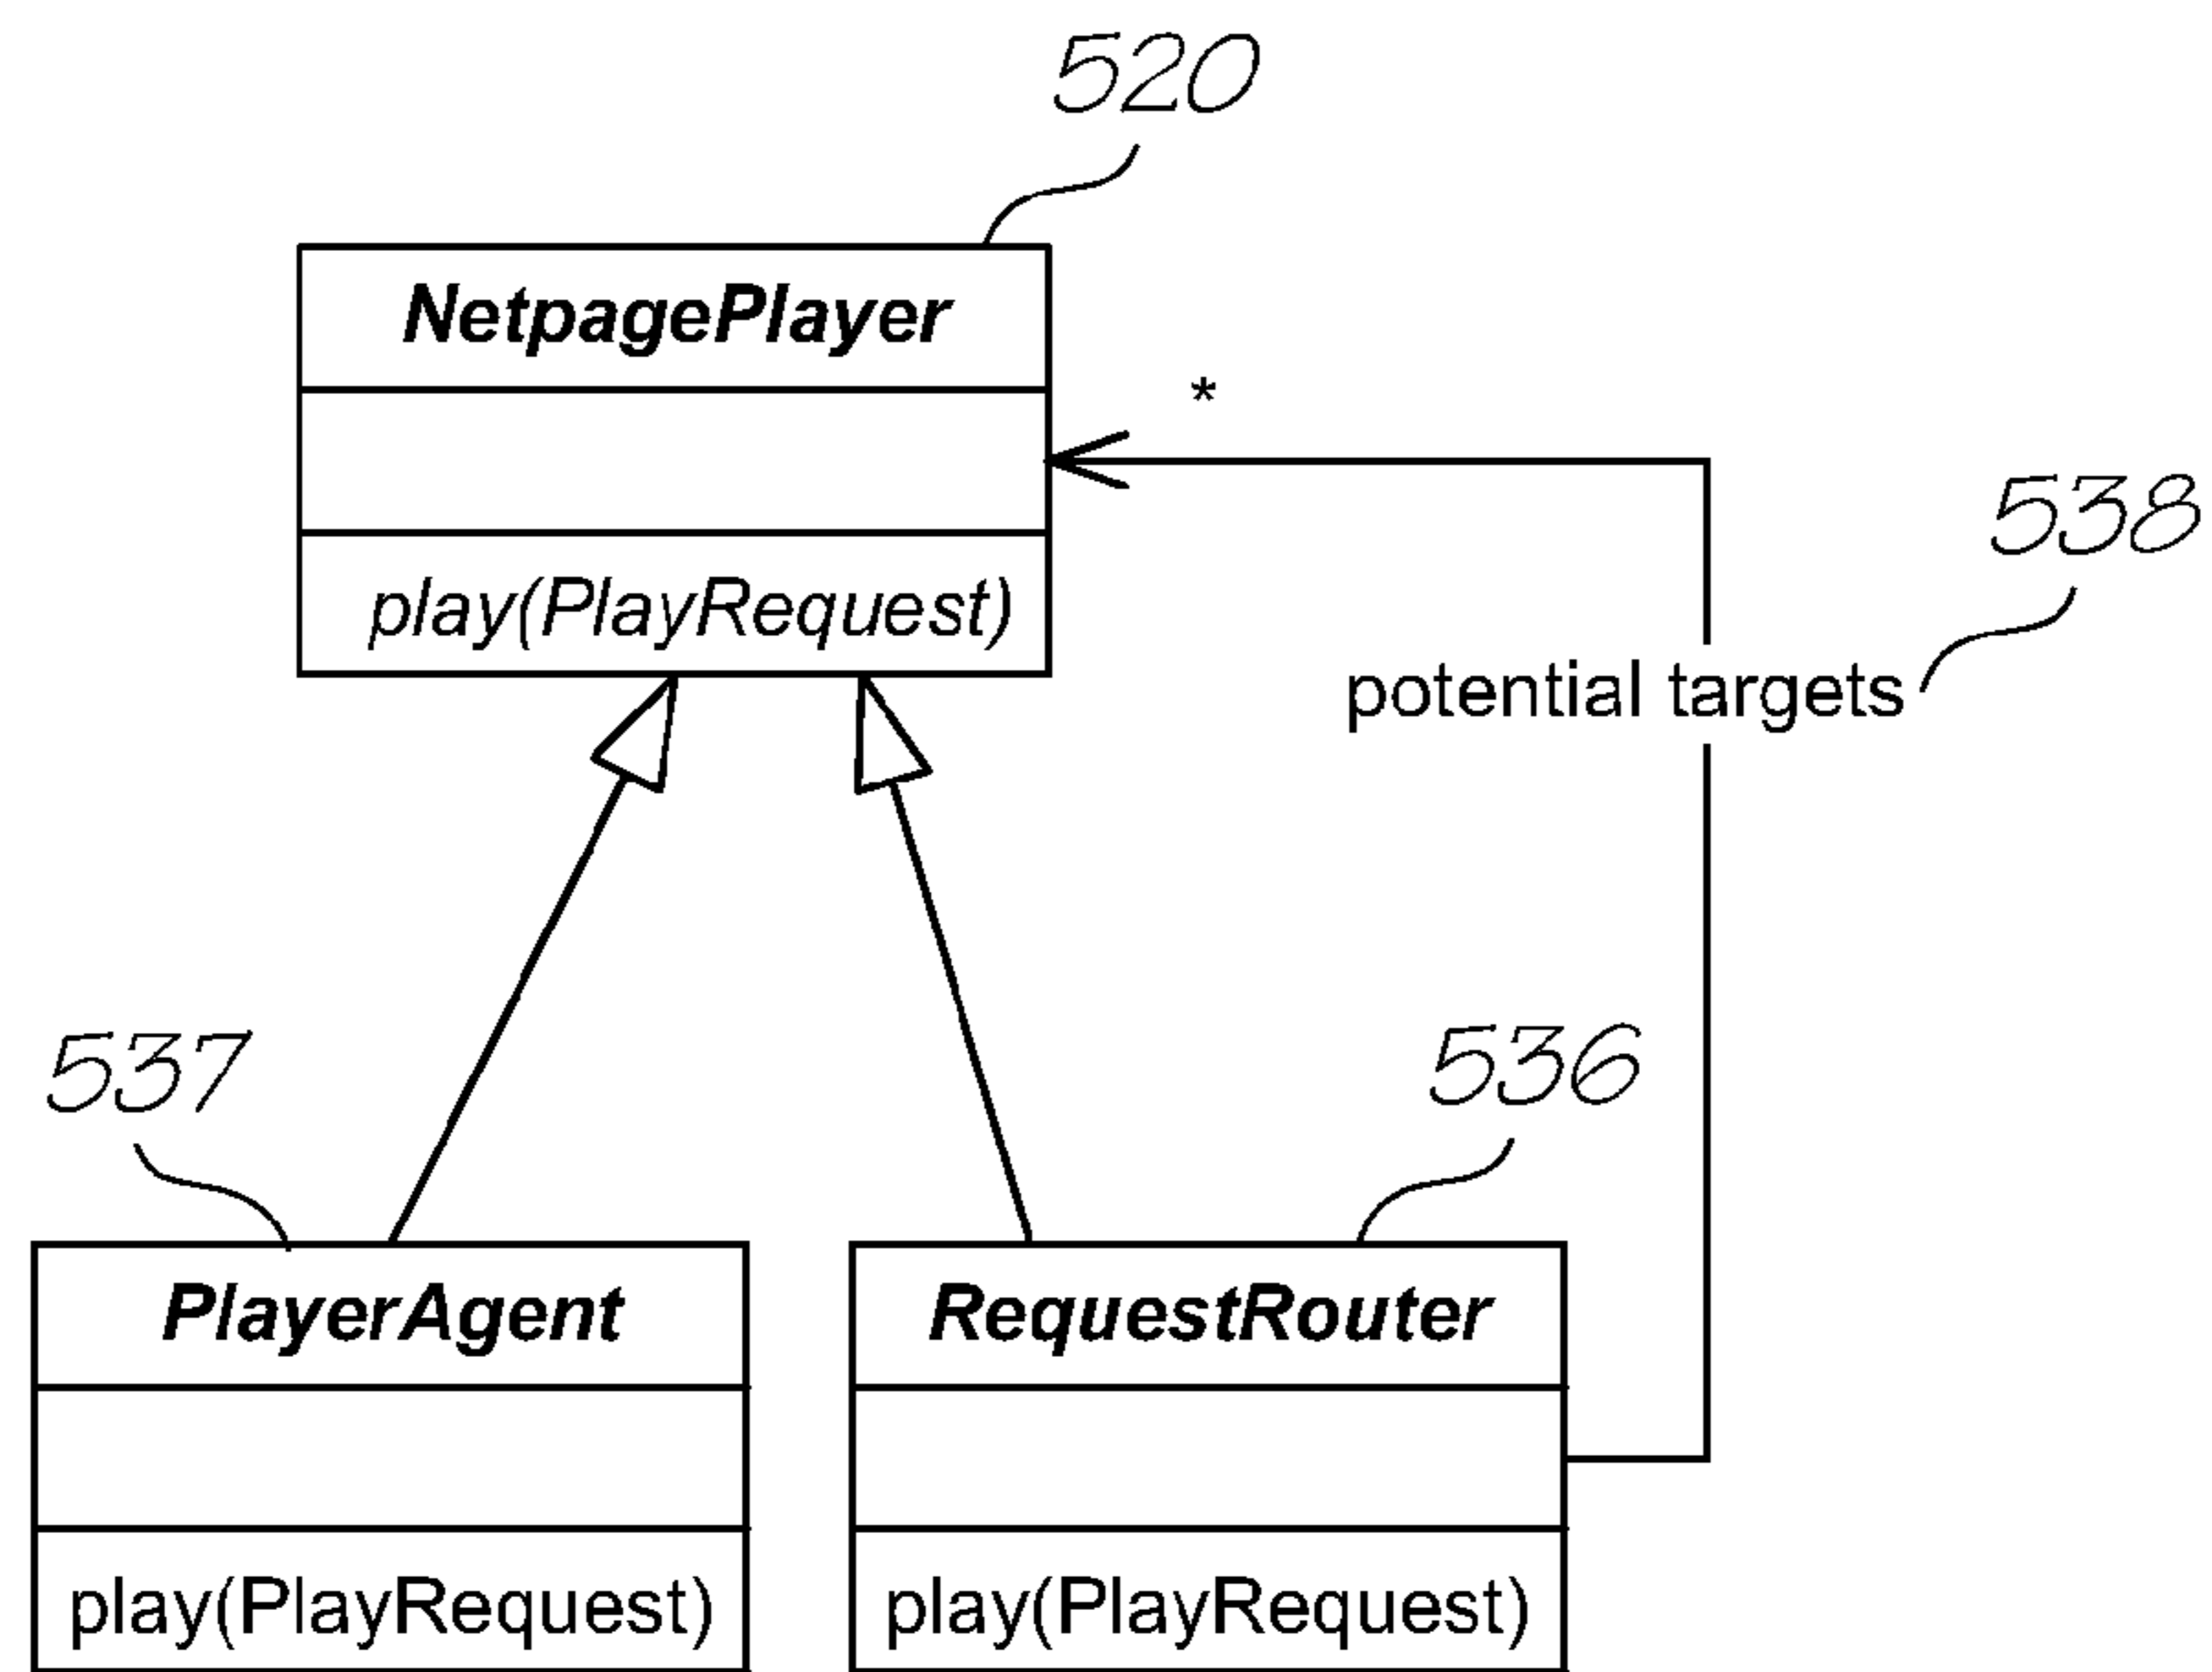 520
NetpagePlayer
*
538
play(PlayRequest)
potential targets
537
536
PlayerAgent
RequestRouter
play(PlayRequest)
play(PlayRequest)